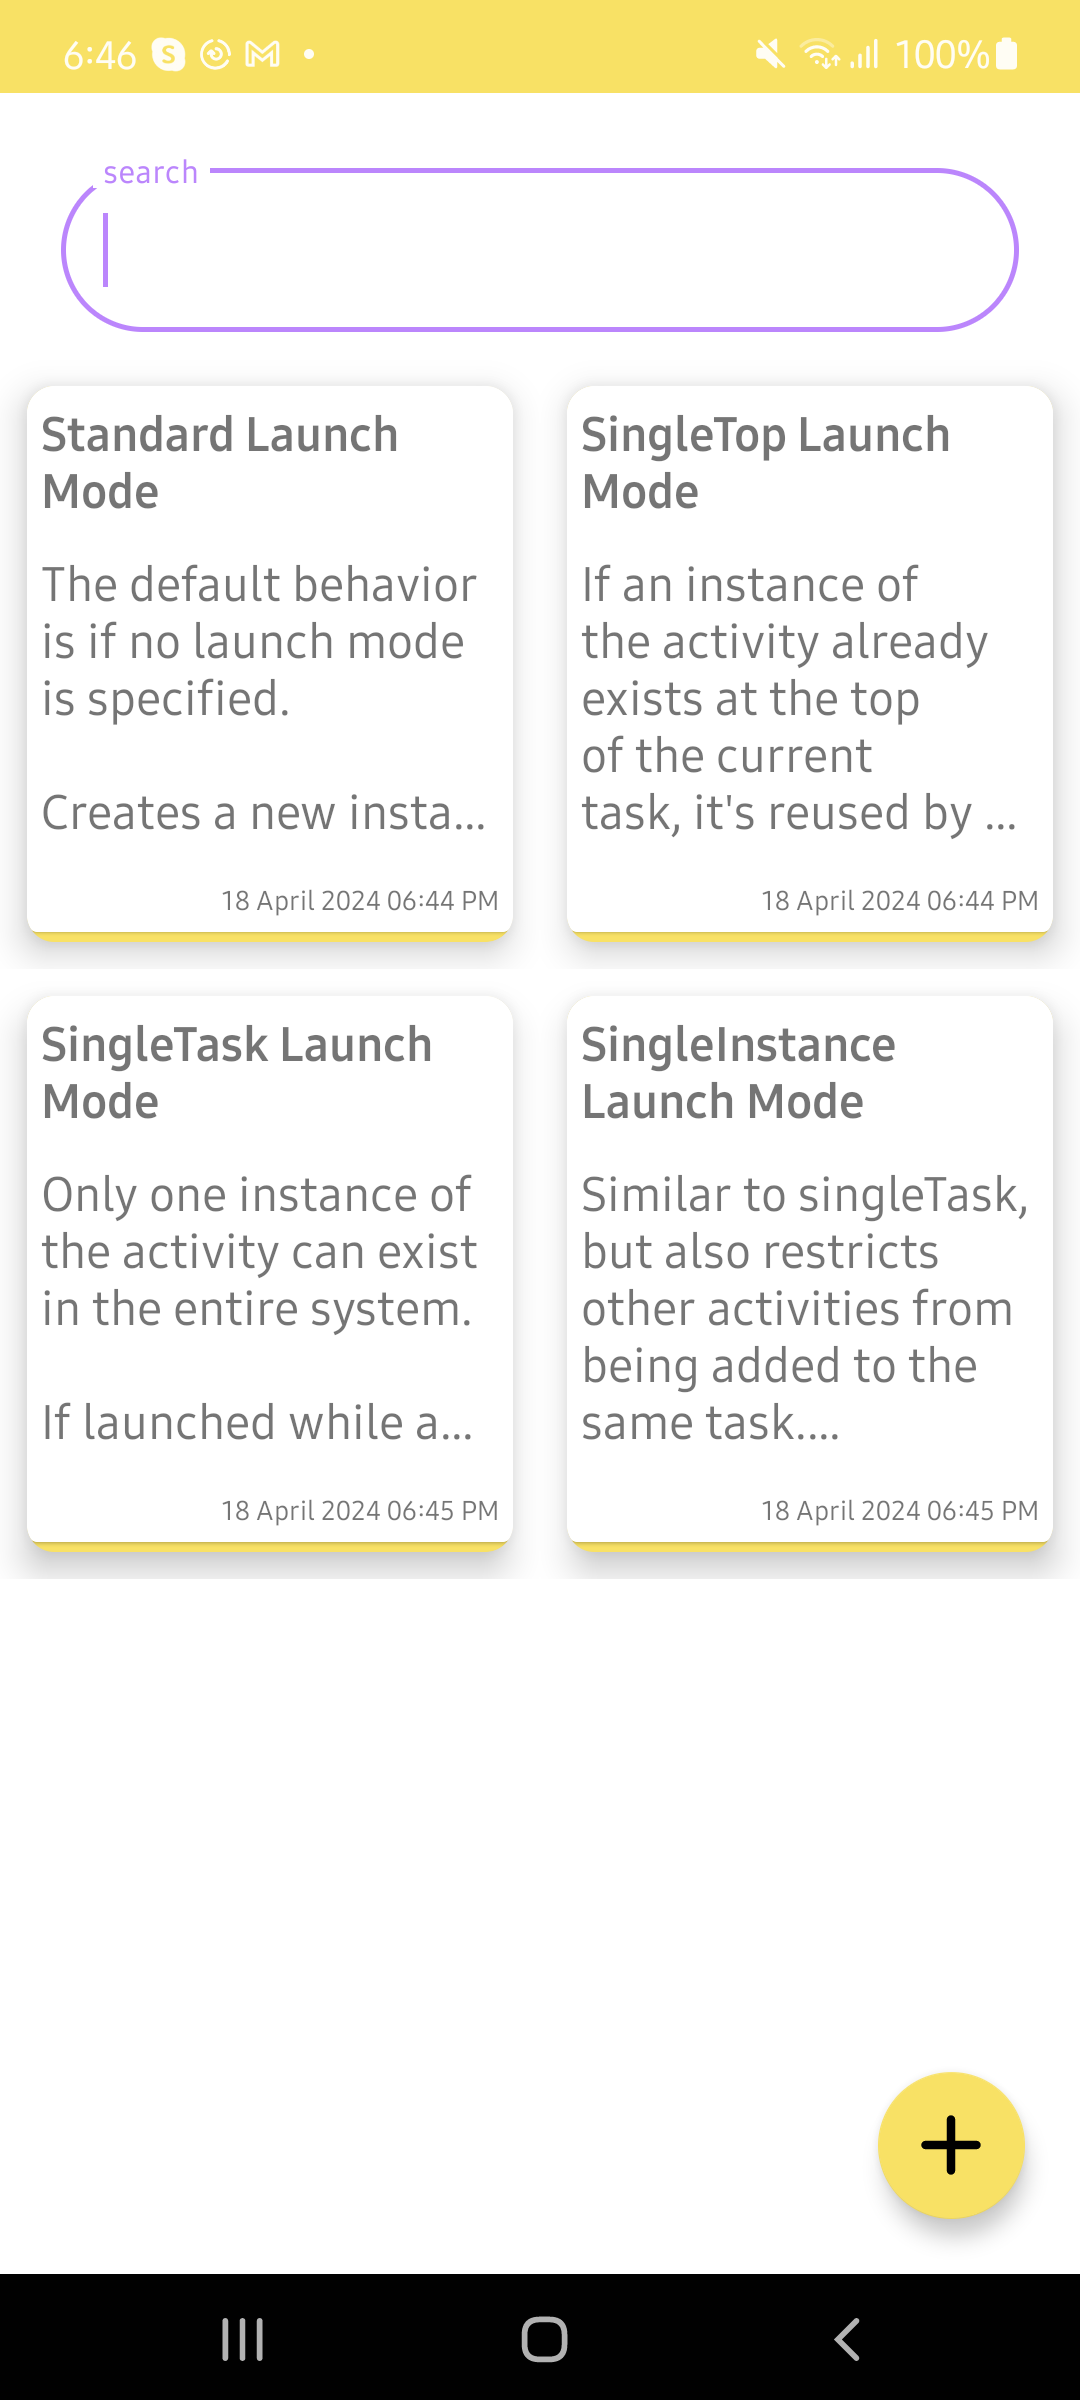 6:46
100%
search
Standard Launch
Mode
The default behavior
is if no launch mode
is specified.
Creates a new insta...
18 April 2024 06:44 PM
SingleTop Launch
Mode
If an instance of
the activity already
exists at the top
of the current
task, it's reused by ...
18 April 2024 06:44 PM
SingleTask Launch
Mode
Only one instance of
the activity can exist
in the entire system.
If launched while a...
18 April 2024 06:45 PM
SingleInstance
Launch Mode
Similar to singleTask,
but also restricts
other activities from
being added to the
same task....
18 April 2024 06:45 PM